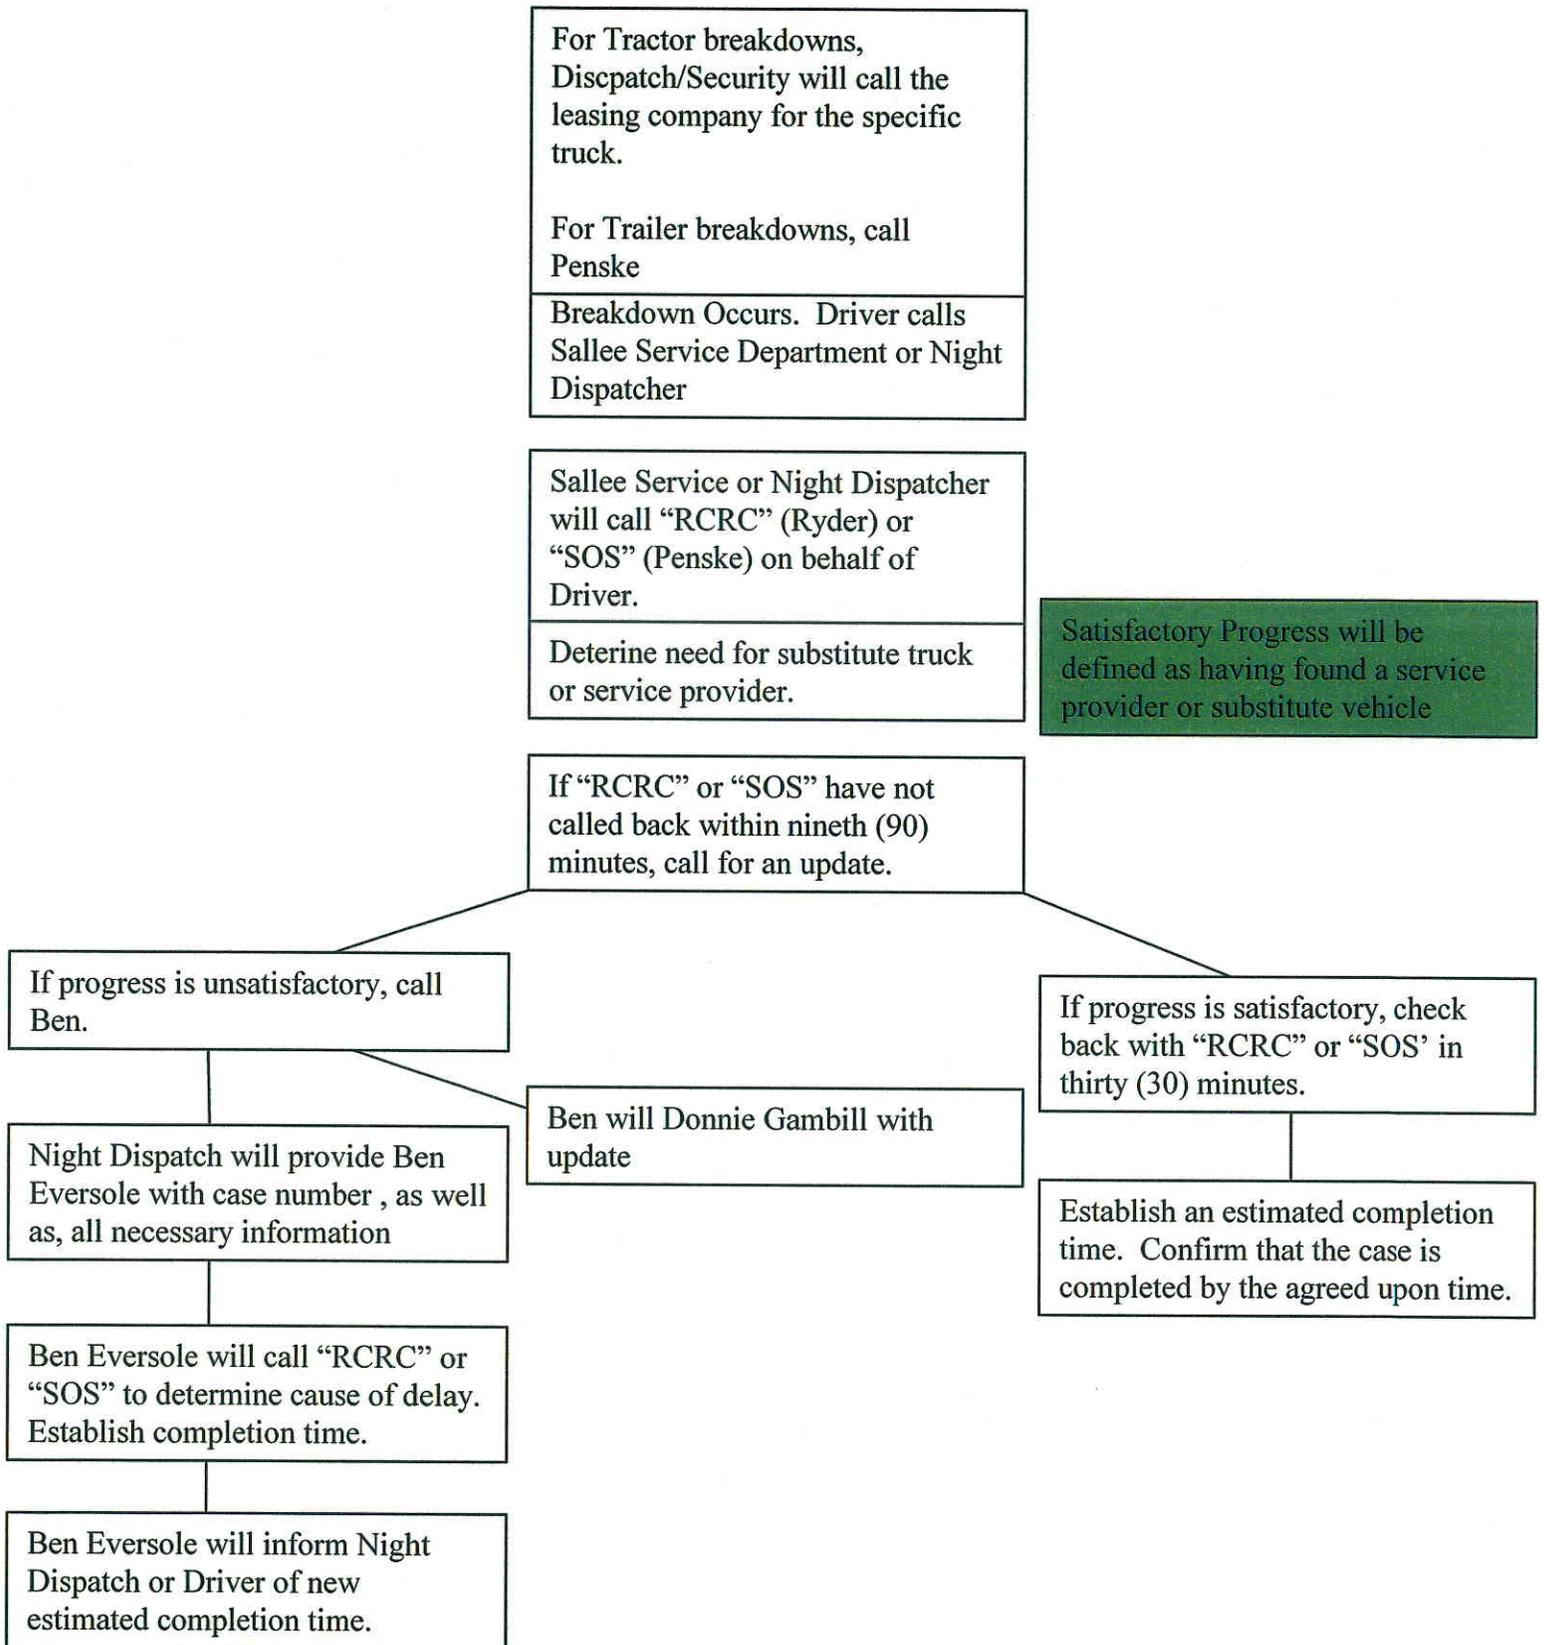 For Tractor breakdowns,
Discpatch/Security will call the
leasing company for the specific
truck.
For Trailer breakdowns, call
Penske
Breakdown Occurs.  Driver calls
Sallee Service Department or Night
Dispatcher
Sallee Service or Night Dispatcher
will call “RCRC” (Ryder) or
“SOS” (Penske) on behalf of
Driver.
Deterine need for substitute truck
or service provider.
Satisfactory Progress will be
defined as having found a service
provider or substitute vehicle
If “RCRC” or “SOS” have not
called back within nineth (90)
minutes, call for an update.
If progress is unsatisfactory, call
Ben.
Ben will Donnie Gambill with
update
Night Dispatch will provide Ben
Eversole with case number , as well
as, all necessary information
Ben Eversole will call “RCRC” or
“SOS” to determine cause of delay.
Establish completion time.
Ben Eversole will inform Night
Dispatch or Driver of new
estimated completion time.
If progress is satisfactory, check
back with “RCRC” or “SOS’ in
thirty (30) minutes.
Establish an estimated completion
time.  Confirm that the case is
completed by the agreed upon time.